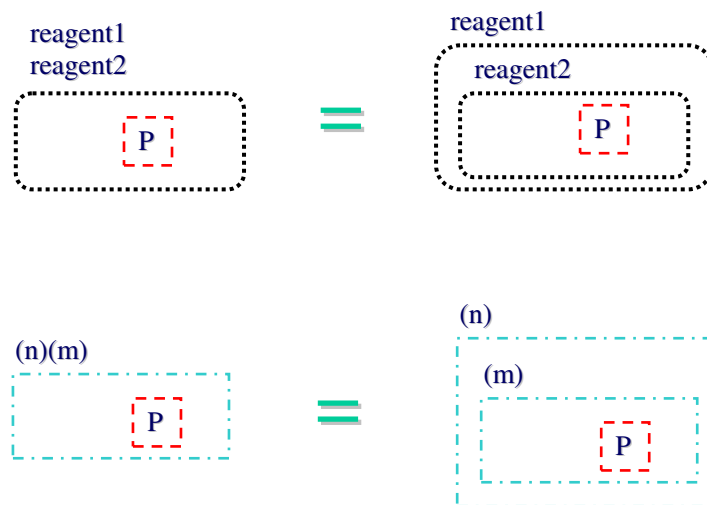 reagent1
reagent2
P
=
reagent1
reagent2
P
(n)(m)
P
=
(n)
(m)
P